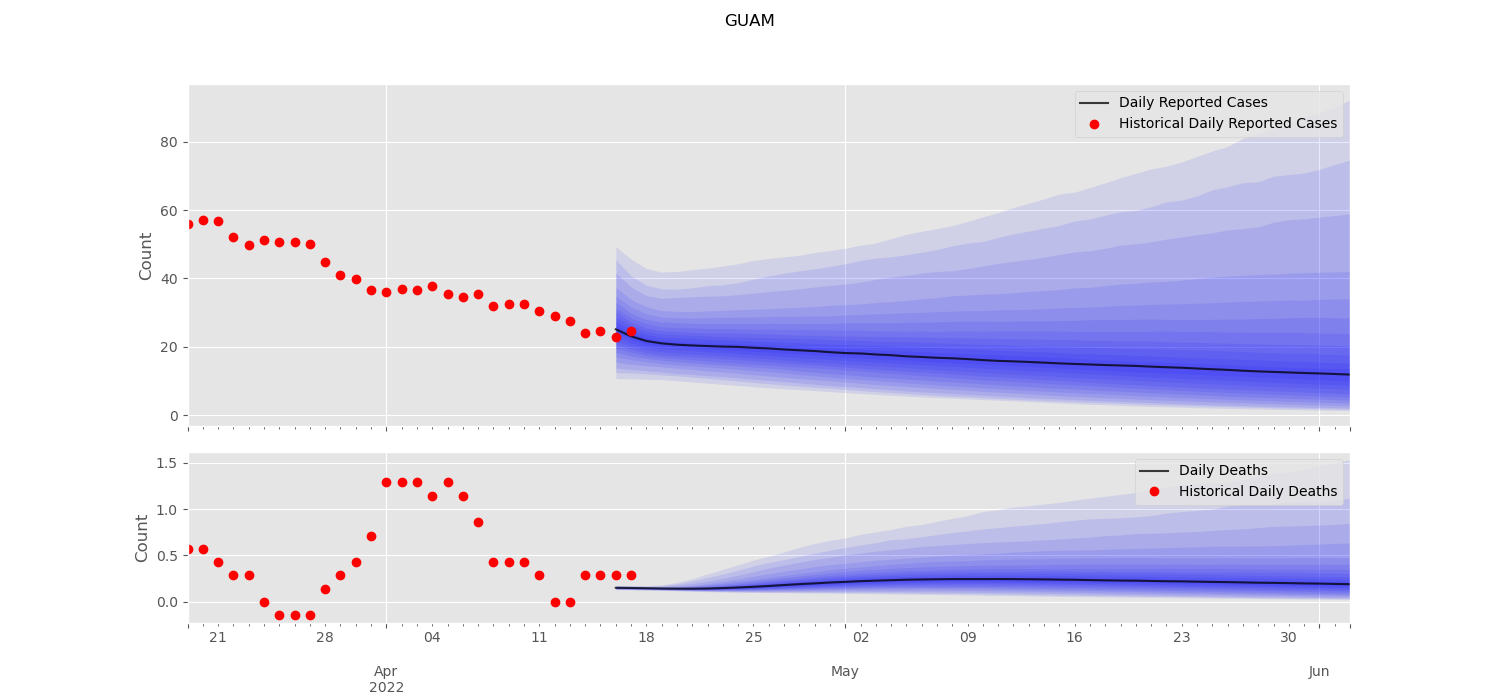 GUAM
Daily Reported Cases
Historical Daily Reported Cases
Count
80
60
40
20
0
Daily Deaths
Historical Daily Deaths
Count
1.5
1.0
0.5
0.0
21 28 04 11 18 25 02 09 16 23 30
Apr May Jun
2022